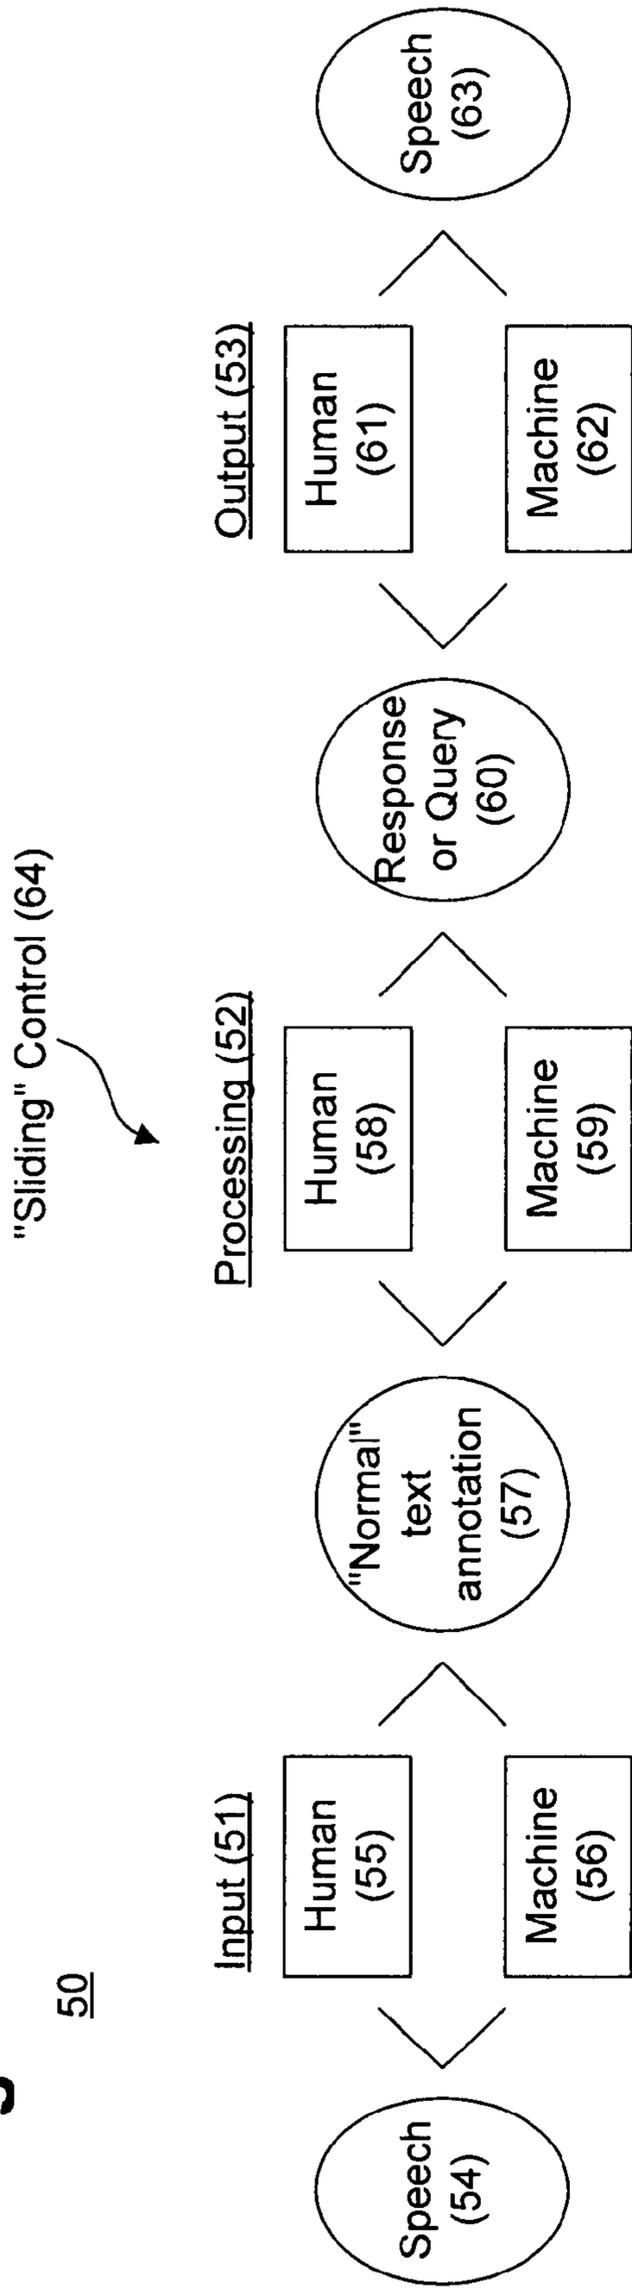 50
"Sliding" Control (64)
Input (51)
Processing (52)
Output (53)
Speech
(54)
Human
(55)
Machine
(56)
"Normal"
text
annotation
(57)
Human
(58)
Machine
(59)
Response
or Query
(60)
Human
(61)
Machine
(62)
Speech
(63)